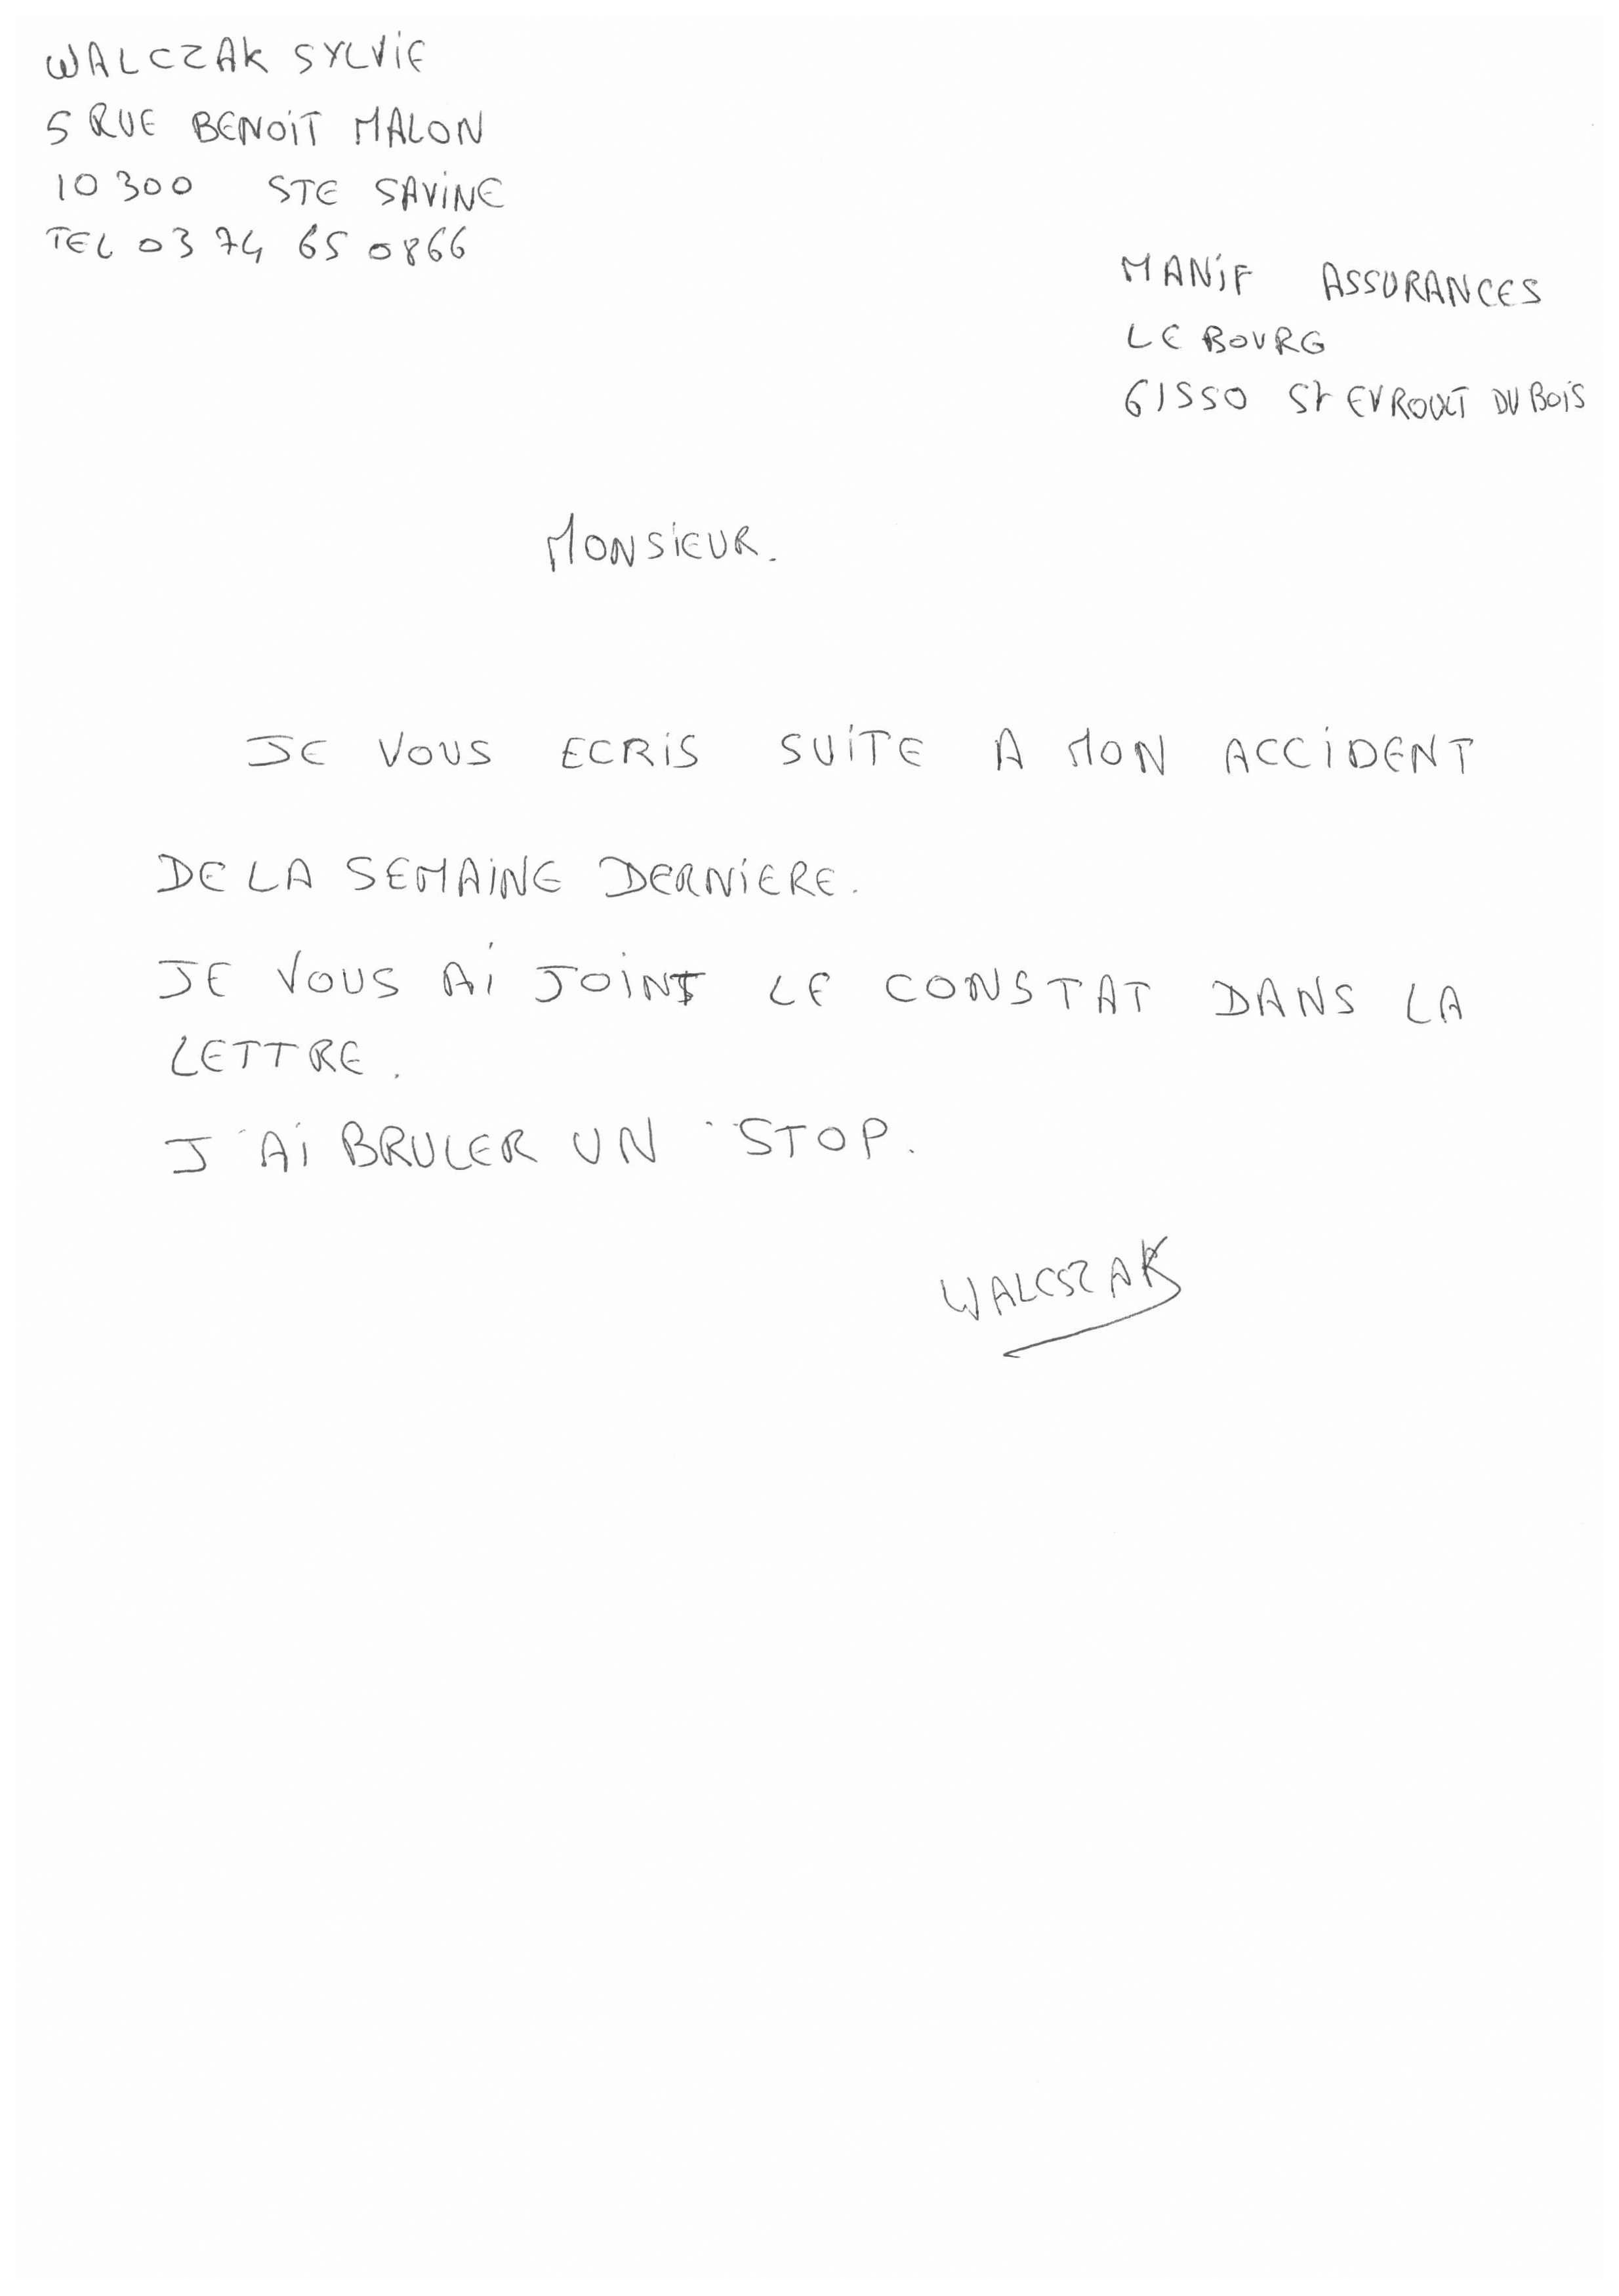 WALCZAK SYLVIE
5 RUE BENOIT MALON
10 300 STE SAVINE
TEL 03 74 65 0866
MANIF ASSURANCES
LE BOURG
61550 St EVROULT DU BOIS
MONSIEUR.
JE VOUS ECRIS SUITE A MON ACCIDENT
DE LA SEMAINE DERNIERE.
JE VOUS AI JOINT LE CONSTAT DANS LA
LETTRE.
J'AI BRULER UN STOP.
WALCSZAK